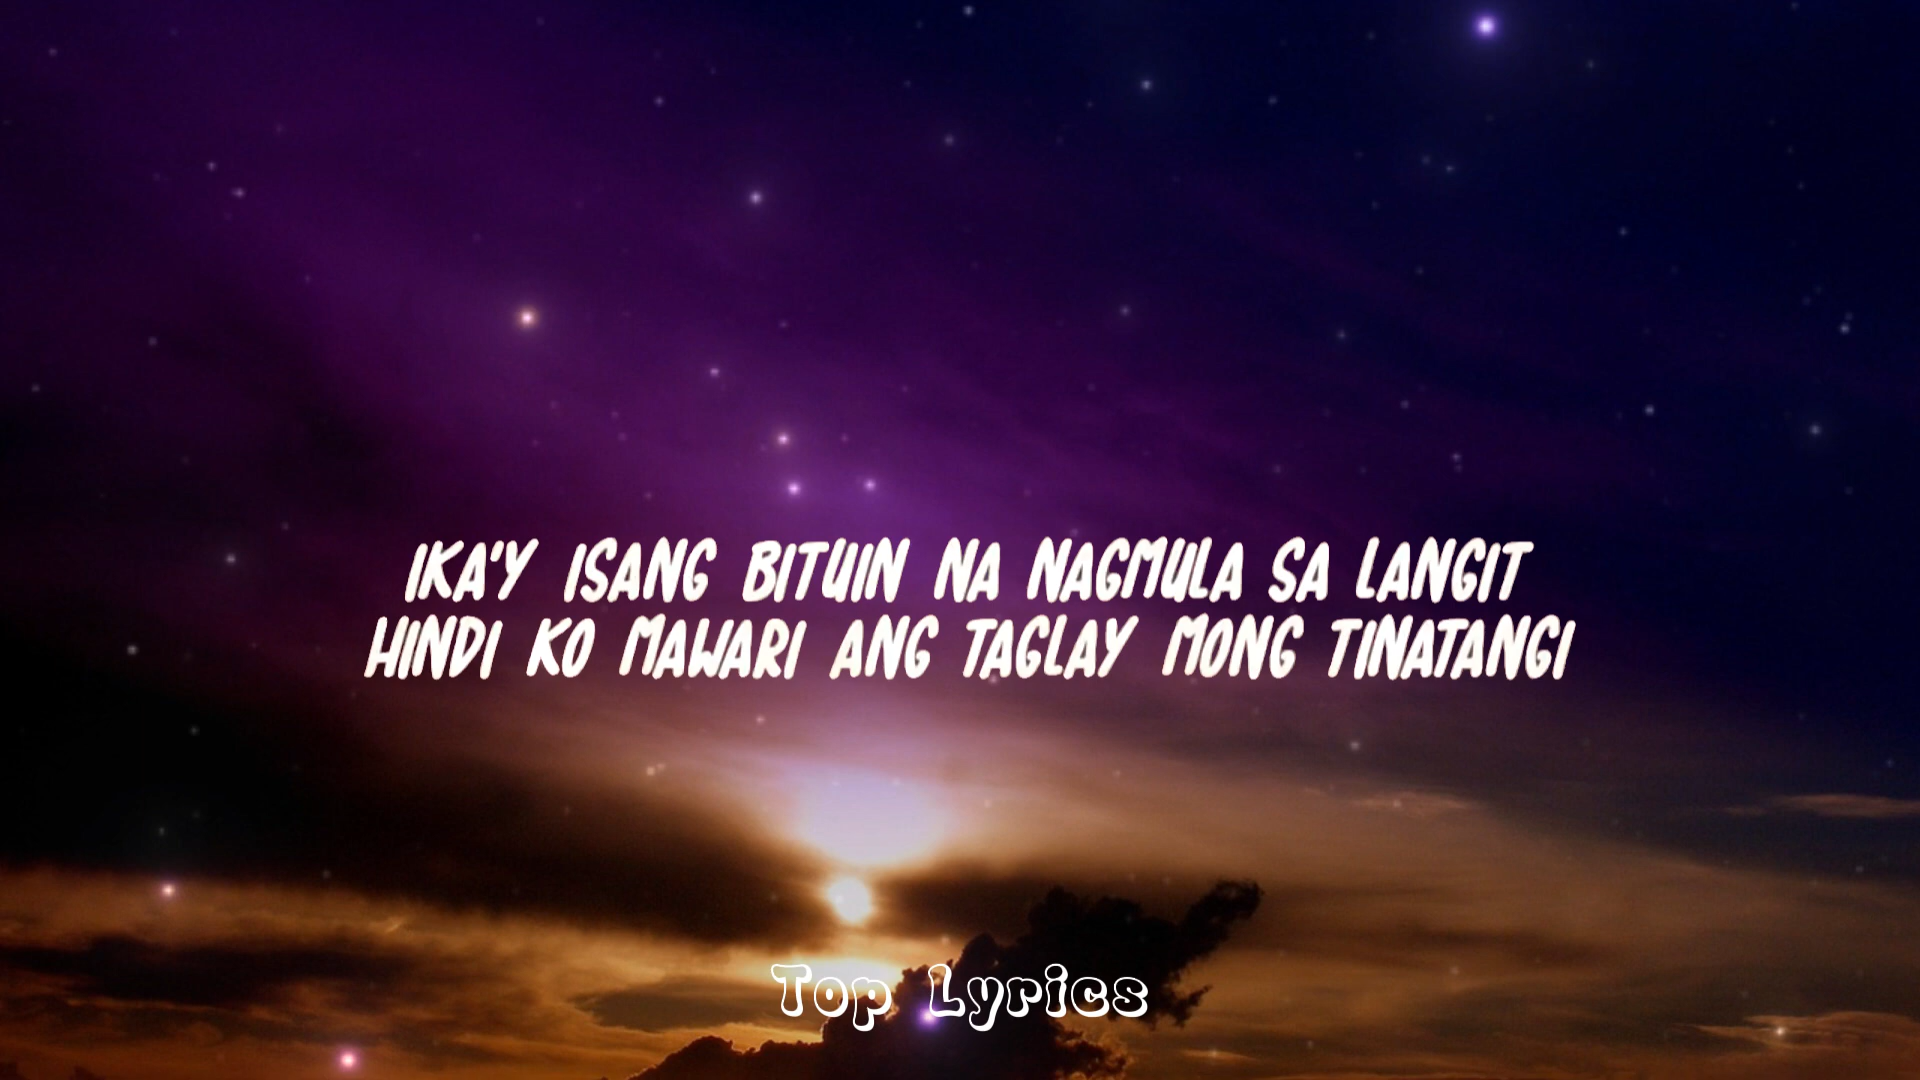 IKA'Y ISANG BITUIN NA NAGMULA SA LANGIT
HINDI KO MAWARI ANG TAGLAY MONG TINATANGI
Top Lyrics